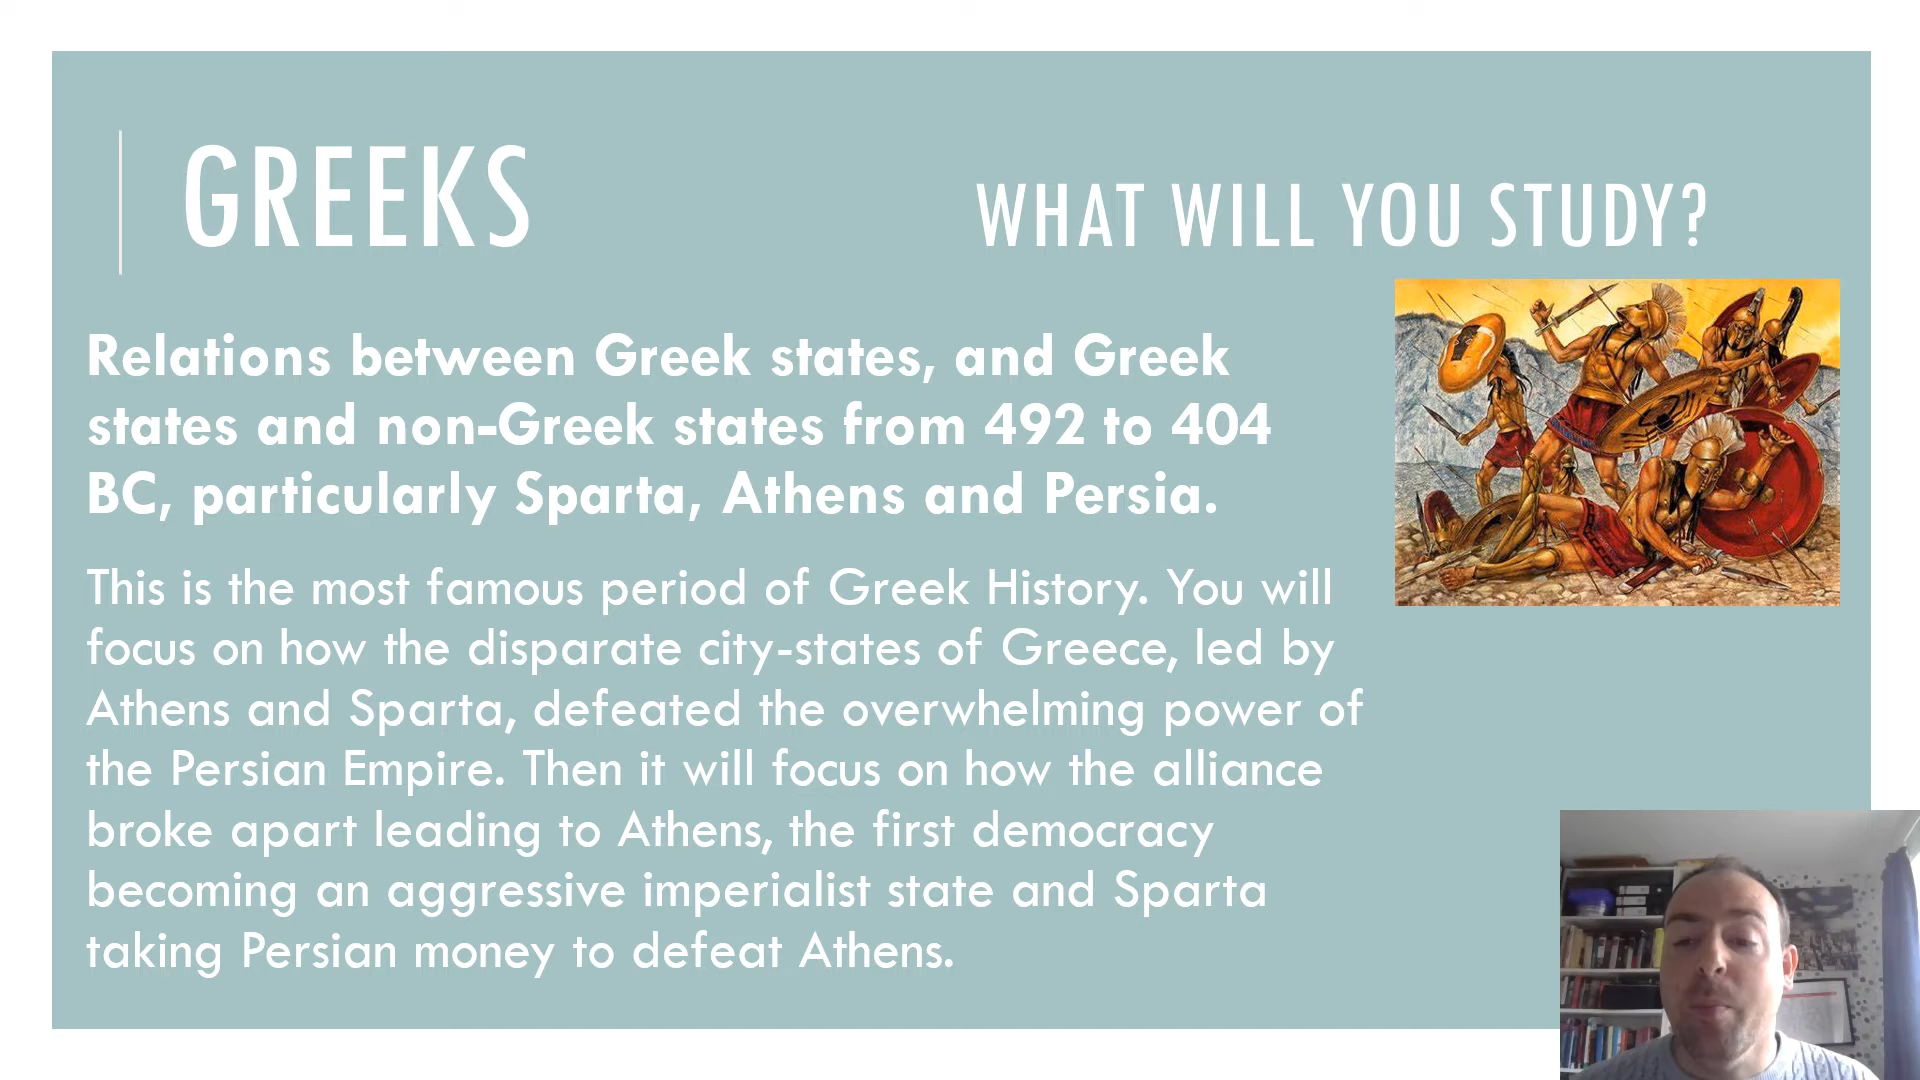 GREEKS
WHAT WILL YOU STUDY?
Relations between Greek states, and Greek
states and non-Greek states from 492 to 404
BC, particularly Sparta, Athens and Persia.
This is the most famous period of Greek History. You will
focus on how the disparate city-states of Greece, led by
Athens and Sparta, defeated the overwhelming power of
the Persian Empire. Then it will focus on how the alliance
broke apart leading to Athens, the first democracy
becoming an aggressive imperialist state and Sparta
taking Persian money to defeat Athens.